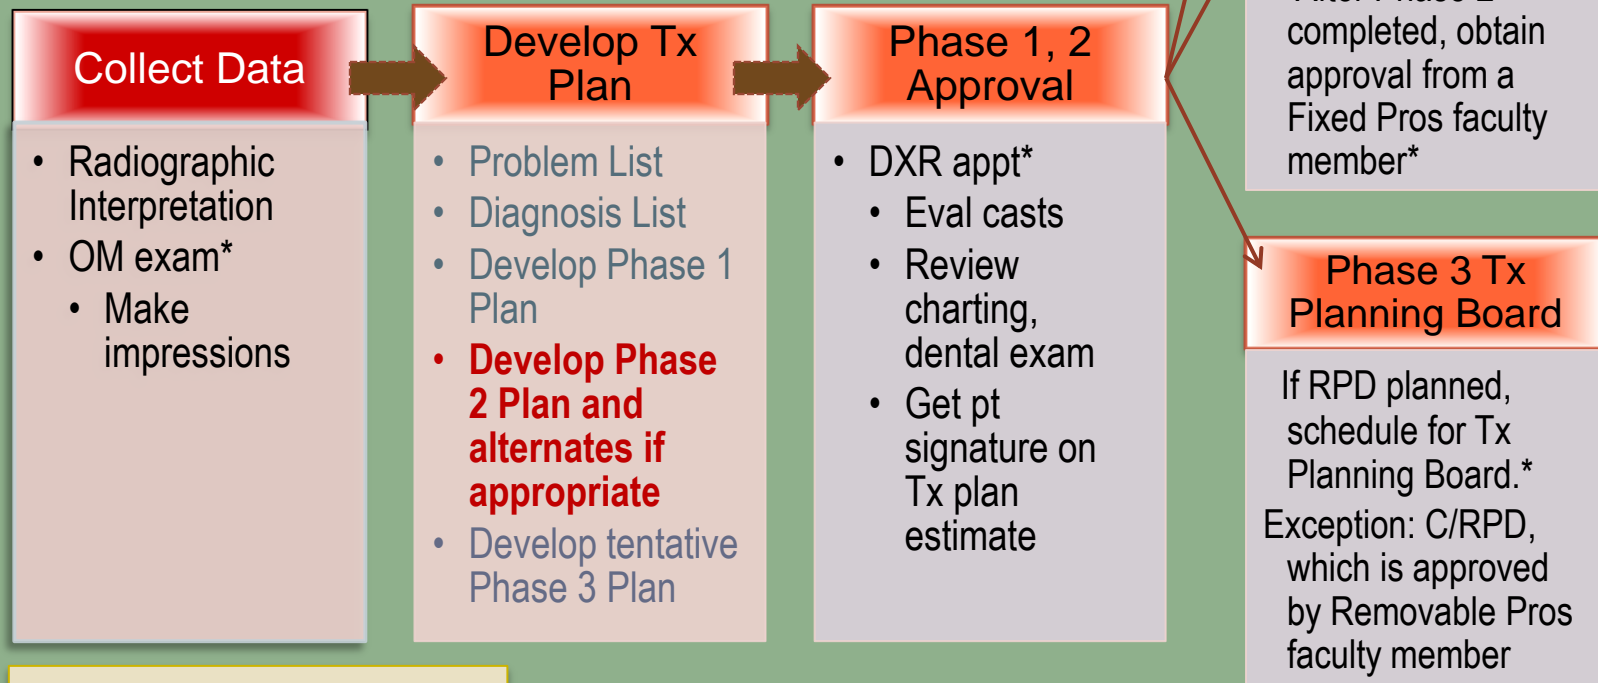 Collect Data
• Radiographic
Interpretation
• OM exam*
• Make
impressions
Develop Tx
Plan
• Problem List
• Diagnosis List
• Develop Phase 1
Plan
• Develop Phase
2 Plan and
alternates if
appropriate
• Develop tentative
Phase 3 Plan
Phase 1, 2
Approval
• DXR appt*
• Eval casts
• Review
charting,
dental exam
• Get pt
signature on
Tx plan
estimate
completed, obtain
approval from a
Fixed Pros faculty
member*
Phase 3 Tx
Planning Board
If RPD planned,
schedule for Tx
Planning Board.*
Exception: C/RPD,
which is approved
by Removable Pros
faculty member